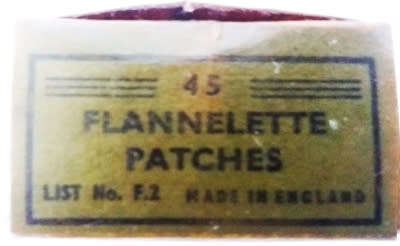 45
FLANNELETTE
PATCHES
LIST No. F.2 MADE IN ENGLAND